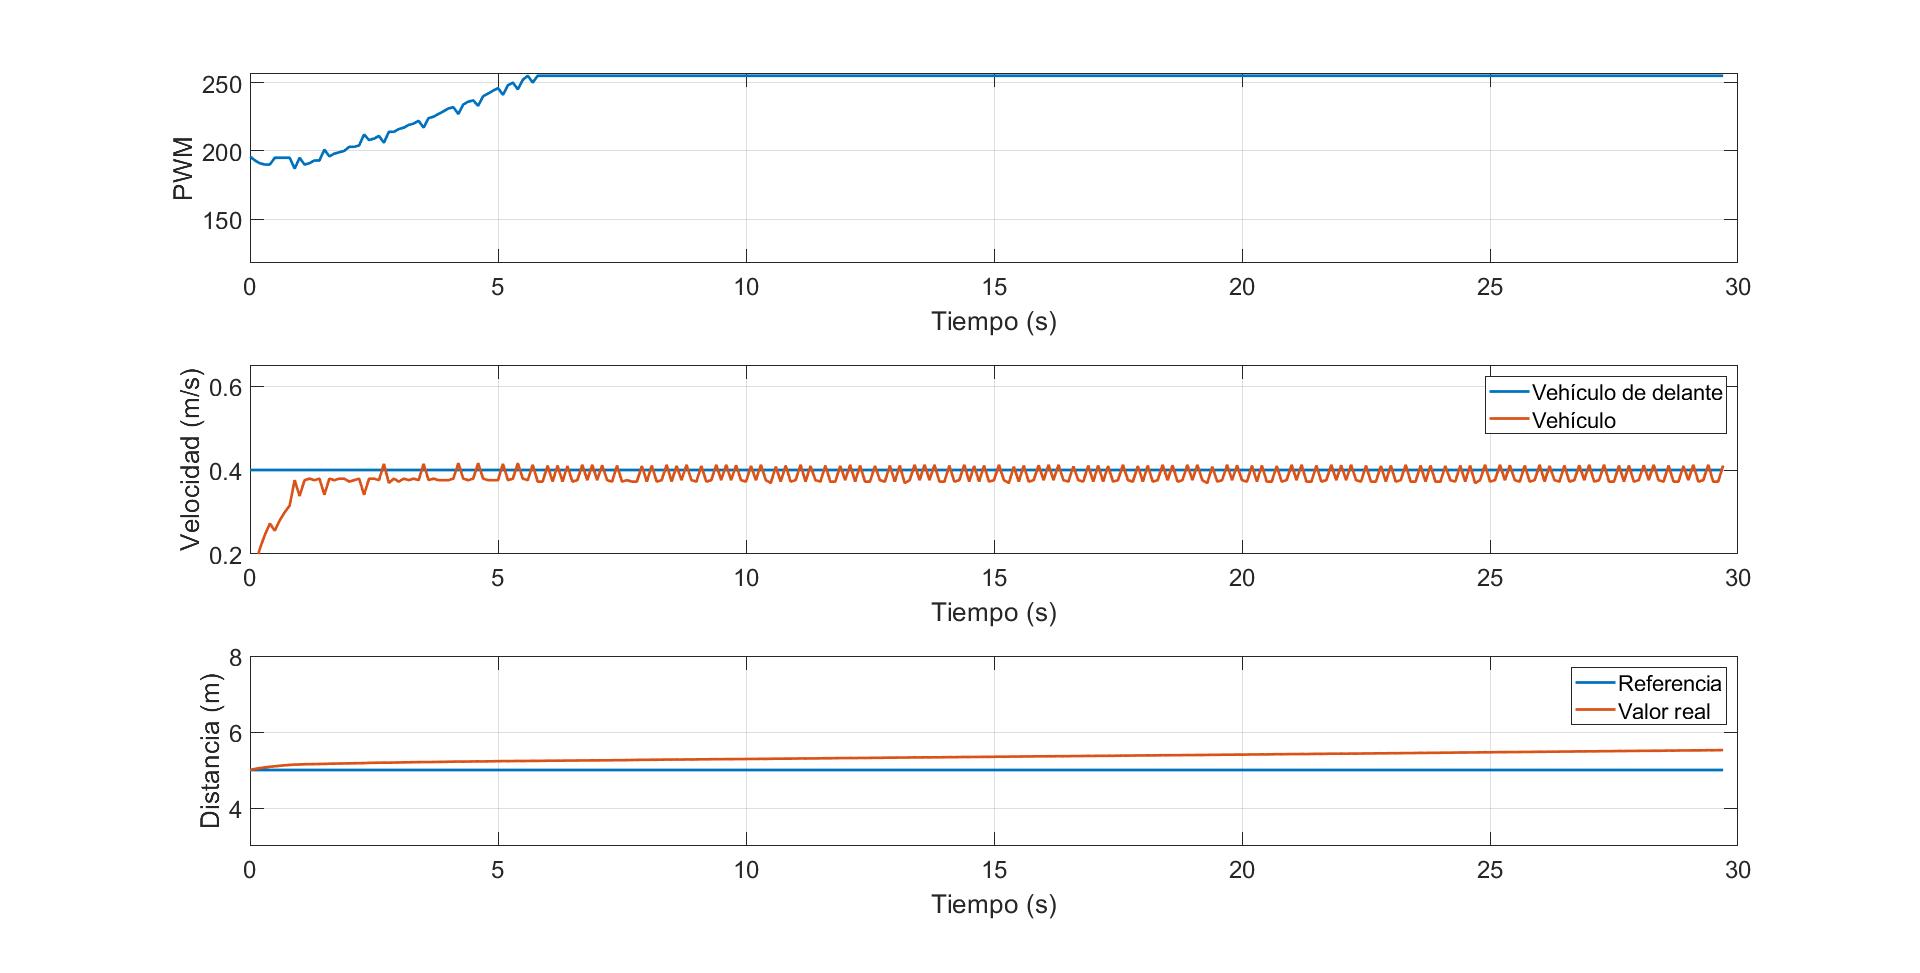 250
200
150
PWM
0 5 10 15 20 25 30
Tiempo (s)
0.6
0.4
0.2
Velocidad (m/s)
Vehículo de delante
Vehículo
0 5 10 15 20 25 30
Tiempo (s)
8
6
4
Distancia (m)
Referencia
Valor real
0 5 10 15 20 25 30
Tiempo (s)